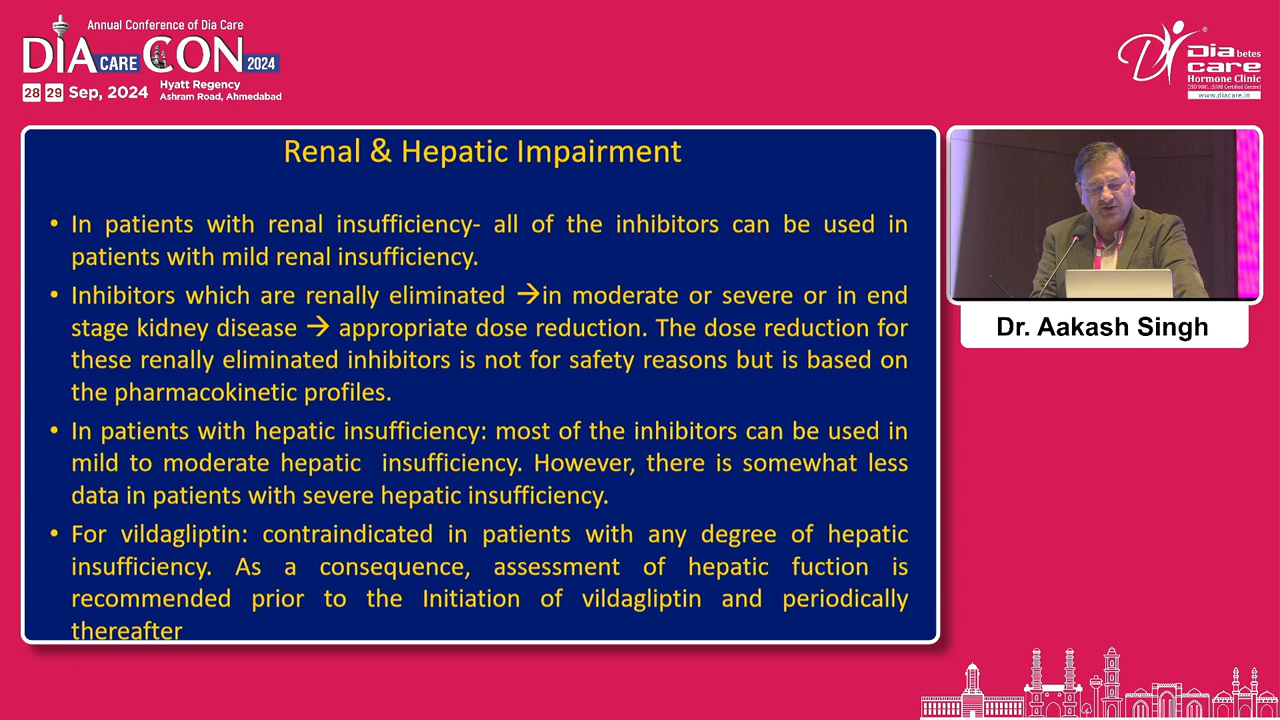 Annual Conference of Dia Care
DIA CARE CON 2024
28 29 Sep, 2024
Hyatt Regency
Ashram Road, Ahmedabad
Diabetes
care
Hormone Clinic
(ISO 9001 :2008 Certified Centre)
www.diacare.in
Renal & Hepatic Impairment
• In patients with renal insufficiency- all of the inhibitors can be used in
patients with mild renal insufficiency.
• Inhibitors which are renally eliminated →in moderate or severe or in end
stage kidney disease → appropriate dose reduction. The dose reduction for
these renally eliminated inhibitors is not for safety reasons but is based on
the pharmacokinetic profiles.
• In patients with hepatic insufficiency: most of the inhibitors can be used in
mild to moderate hepatic insufficiency. However, there is somewhat less
data in patients with severe hepatic insufficiency.
• For vildagliptin: contraindicated in patients with any degree of hepatic
insufficiency. As a consequence, assessment of hepatic fuction is
recommended prior to the Initiation of vildagliptin and periodically
thereafter
Dr. Aakash Singh